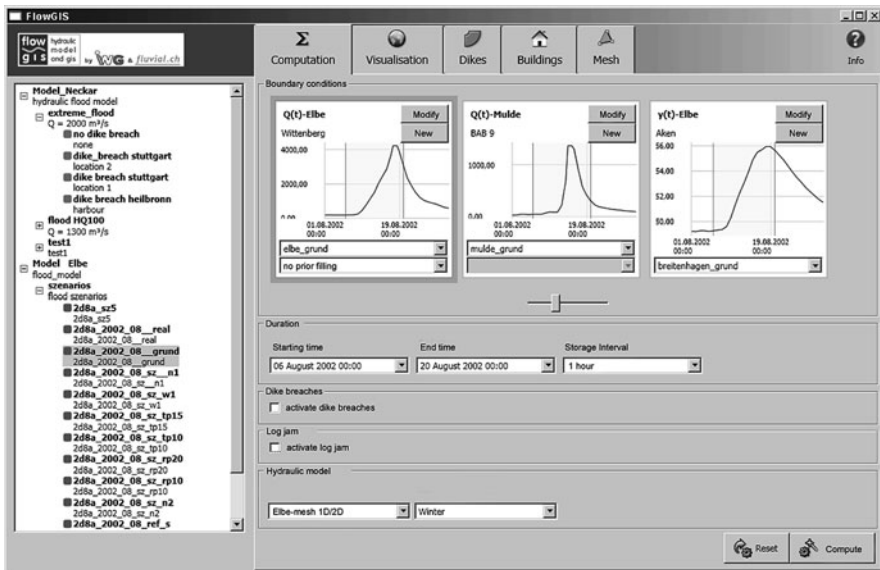 FlowGIS
flow hydraulic
model
gis and gis by WG & fluvial.ch
Σ
Computation
Visualisation
Dikes
Buildings
Mesh
Info
Model_Neckar
hydraulic flood model
extreme_flood
Q = 2000 m³/s
no dike breach
none
dike_breach stuttgart
location 2
dike breach stuttgart
location 1
dike breach heilbronn
harbour
flood HQ100
Q = 1300 m³/s
test1
test1
Model Elbe
flood_model
szenarios
flood szenarios
2d8a_sz5
2d8a_sz5
2d8a_2002_08__real
2d8a_2002_08__real
2d8a_2002_08__grund
2d8a_2002_08__grund
2d8a_2002_08_sz__n1
2d8a_2002_08_sz__n1
2d8a_2002_08_sz_w1
2d8a_2002_08_sz_w1
2d8a_2002_08_sz_tp15
2d8a_2002_08_sz_tp15
2d8a_2002_08_sz_tp10
2d8a_2002_08_sz_tp10
2d8a_2002_08_sz_rp20
2d8a_2002_08_sz_rp20
2d8a_2002_08_sz_rp10
2d8a_2002_08_sz_rp10
2d8a_2002_08_sz_n2
2d8a_2002_08_sz_n2
2d8a_2002_08_ref_s
Boundary conditions
Q(t)-Elbe
Modify
Wittenberg
New
4000,00
2000,00
0.00
01.08.2002
00:00
19.08.2002
00:00
elbe_grund
no prior filling
Q(t)-Mulde
Modify
BAB 9
New
1000,00
0.00
01.08.2002
00:00
19.08.2002
00:00
mulde_grund
y(t)-Elbe
Modify
Aken
New
56.00
54.00
52.00
50.00
01.08.2002
00:00
19.08.2002
00:00
breitenhagen_grund
Duration
Starting time
End time
Storage Interval
06 August 2002 00:00
20 August 2002 00:00
1 hour
Dike breaches
activate dike breaches
Log jam
activate log jam
Hydraulic model
Elbe-mesh 1D/2D
Winter
Reset
Compute